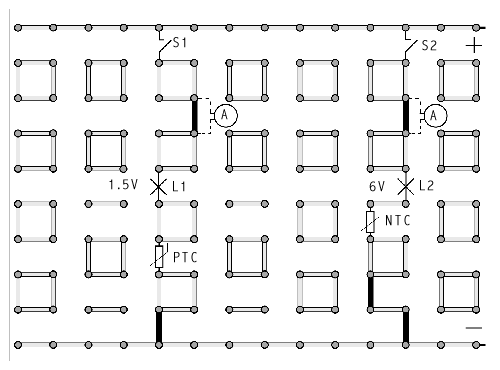 S1 S2 +
A A
1.5V L1 6V L2
NTC
PTC
—